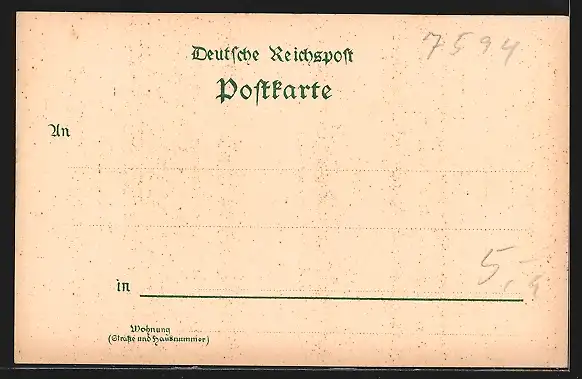 7594
Deutsche Reichspost
Postkarte
An
5,-
in
Wohnung
(Straße und Hausnummer)